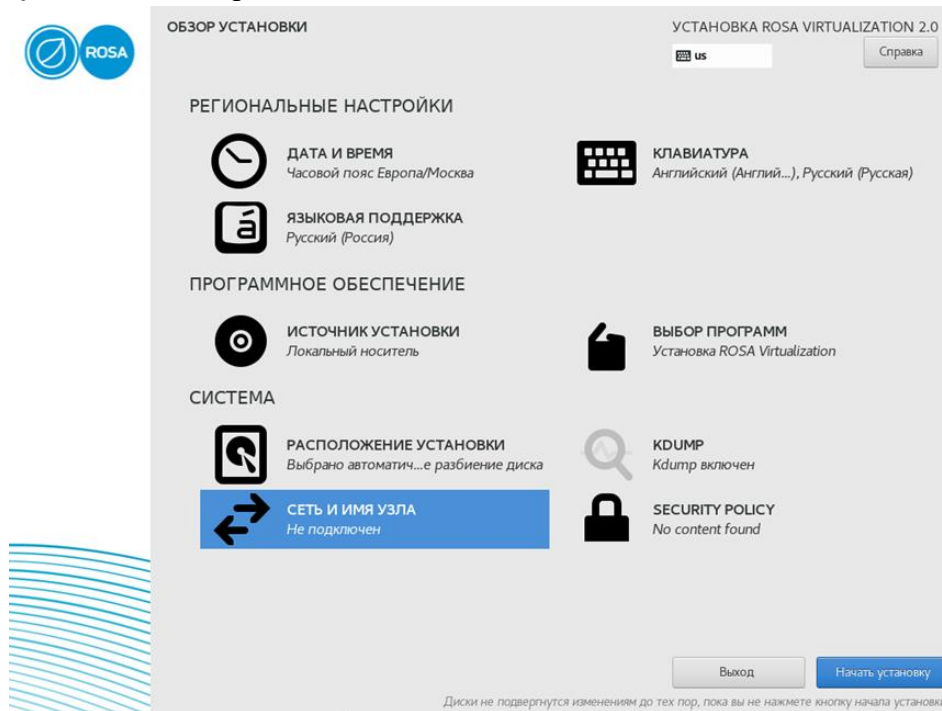 ROSA
ОБЗОР УСТАНОВКИ
УСТАНОВКА ROSA VIRTUALIZATION 2.0
us
Справка
РЕГИОНАЛЬНЫЕ НАСТРОЙКИ
ДАТА И ВРЕМЯ
Часовой пояс Европа/Москва
КЛАВИАТУРА
Английский (Англий...), Русский (Русская)
ЯЗЫКОВАЯ ПОДДЕРЖКА
Русский (Россия)
ПРОГРАММНОЕ ОБЕСПЕЧЕНИЕ
ИСТОЧНИК УСТАНОВКИ
Локальный носитель
ВЫБОР ПРОГРАММ
Установка ROSA Virtualization
СИСТЕМА
РАСПОЛОЖЕНИЕ УСТАНОВКИ
Выбрано автоматич...е разбиение диска
KDUMP
Kdump включен
СЕТЬ И ИМЯ УЗЛА
Не подключен
SECURITY POLICY
No content found
Выход
Начать установку
Диски не подвергнутся изменениям до тех пор, пока вы не нажмете кнопку начала установки